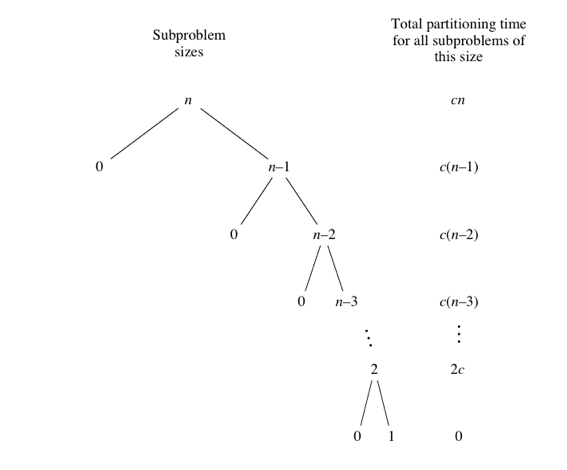 Subproblem
sizes
Total partitioning time
for all subproblems of
this size
n
cn
0
n–1
c(n–1)
0
n–2
c(n–2)
0
n–3
c(n–3)
2
2c
0
1
0